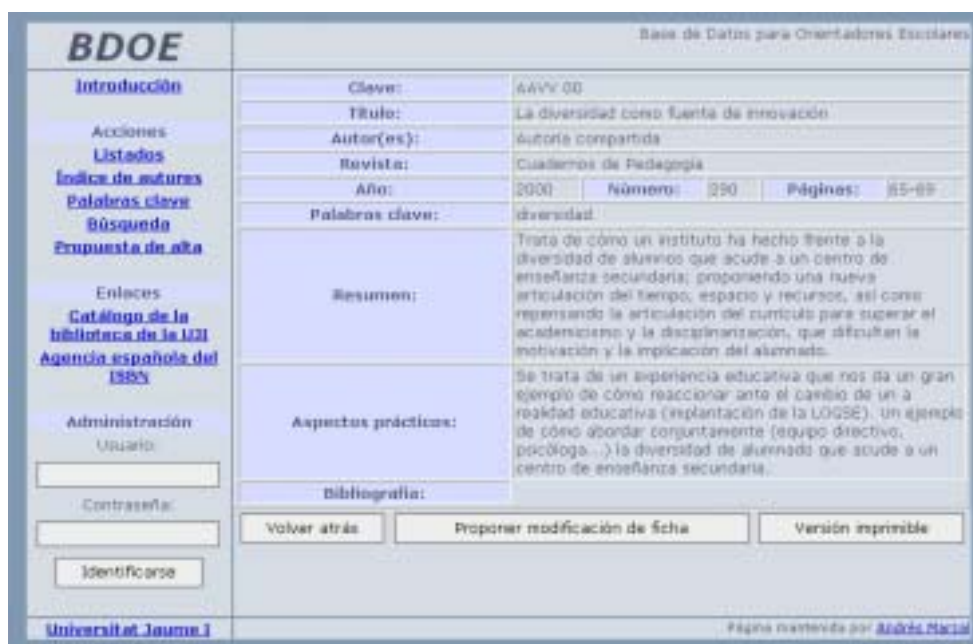 BDOE
Base de Datos para Orientadores Escolares
Introducción
Acciones
Listados
Índice de autores
Palabras clave
Búsqueda
Propuesta de alta
Enlaces
Catálogo de la
biblioteca de la UJI
Agencia española del
ISBN
Administración
Usuario:
Contraseña:
Identificarse
Universitat Jaume I
Clave: AAVV 00
Título: La diversidad como fuente de innovación
Autor(es): Autoría compartida
Revista: Cuadernos de Pedagogía
Año: 2000 Número: 290 Páginas: 65-69
Palabras clave: diversidad
Resumen:
Trata de cómo un instituto ha hecho frente a la
diversidad de alumnos que acude a un centro de
enseñanza secundaria; proponiendo una nueva
articulación del tiempo, espacio y recursos, así como
repensando la articulación del currículo para superar el
academicismo y la disciplinarización, que dificultan la
motivación y la implicación del alumnado.
Aspectos prácticos:
Se trata de un experiencia educativa que nos da un gran
ejemplo de cómo reaccionar ante el cambio de un a
realidad educativa (implantación de la LOGSE). Un ejemplo
de cómo abordar conjuntamente (equipo directivo,
psicóloga...) la diversidad de alumnado que acude a un
centro de enseñanza secundaria.
Bibliografía:
Volver atrás
Proponer modificación de ficha
Versión imprimible
Página mantenida por Andrés Marzal